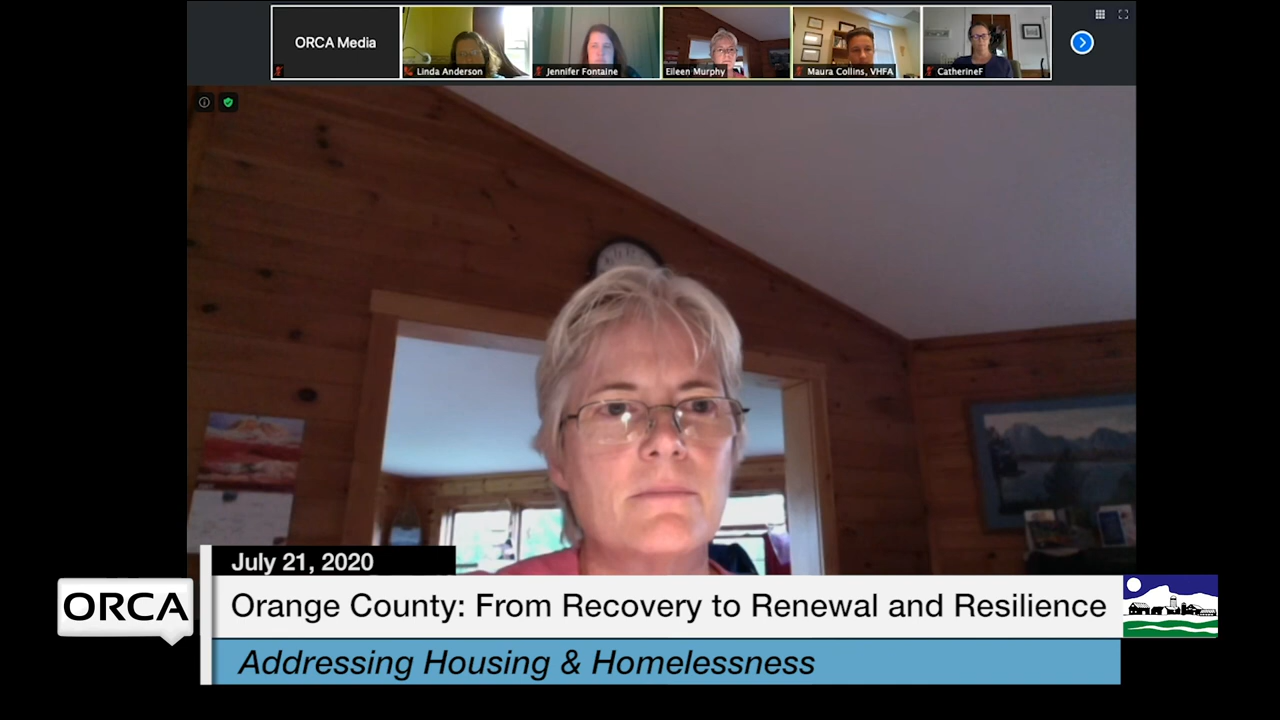 ORCA Media
Linda Anderson
Jennifer Fontaine
Eileen Murphy
Maura Collins, VHFA
CatherineF
July 21, 2020
ORCA
Orange County: From Recovery to Renewal and Resilience
Addressing Housing & Homelessness